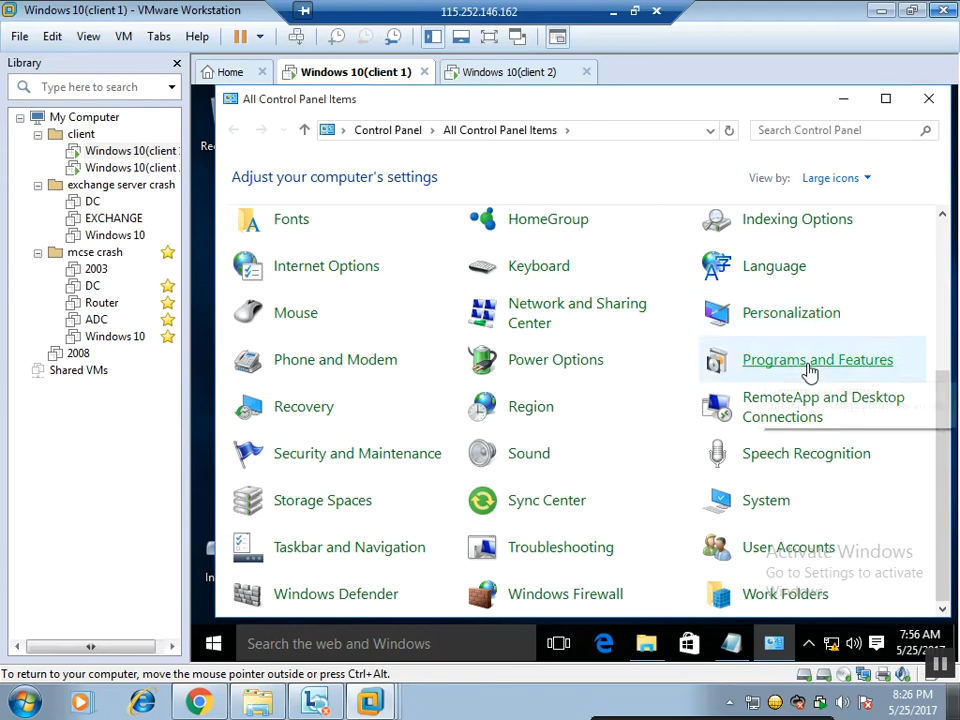 Windows 10(client 1) - VMware Workstation
115.252.146.162
File Edit View VM Tabs Help
Library
Type here to search
My Computer
client
Windows 10(client
Windows 10(client
exchange server crash
DC
EXCHANGE
Windows 10
mcse crash
2003
DC
Router
ADC
Windows 10
2008
Shared VMs
Home
Windows 10(client 1)
Windows 10(client 2)
All Control Panel Items
Control Panel
All Control Panel Items
Search Control Panel
Adjust your computer's settings
View by: Large icons
Fonts
HomeGroup
Indexing Options
Internet Options
Keyboard
Language
Mouse
Network and Sharing
Center
Personalization
Phone and Modem
Power Options
Programs and Features
Recovery
Region
RemoteApp and Desktop
Connections
Security and Maintenance
Sound
Speech Recognition
Storage Spaces
Sync Center
System
Taskbar and Navigation
Troubleshooting
User Accounts
Windows Defender
Windows Firewall
Work Folders
Activate Windows
Go to Settings to activate
Windows.
Search the web and Windows
7:56 AM
To return to your computer, move the mouse pointer outside or press Ctrl+Alt.
8:26 PM
5/25/2017